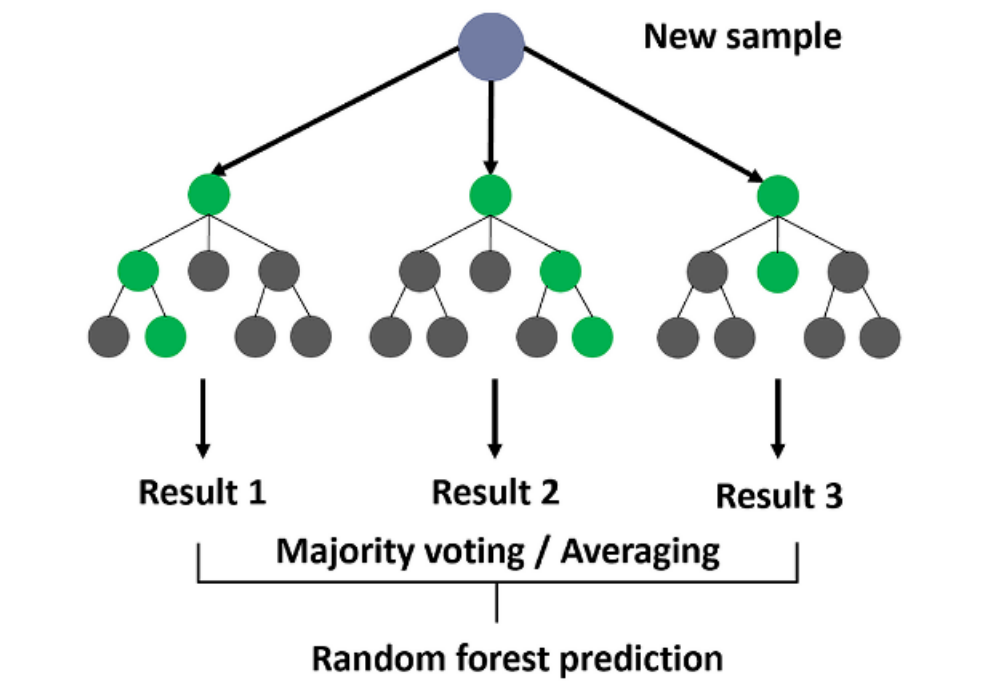 New sample
Result 1
Result 2
Result 3
Majority voting / Averaging
Random forest prediction